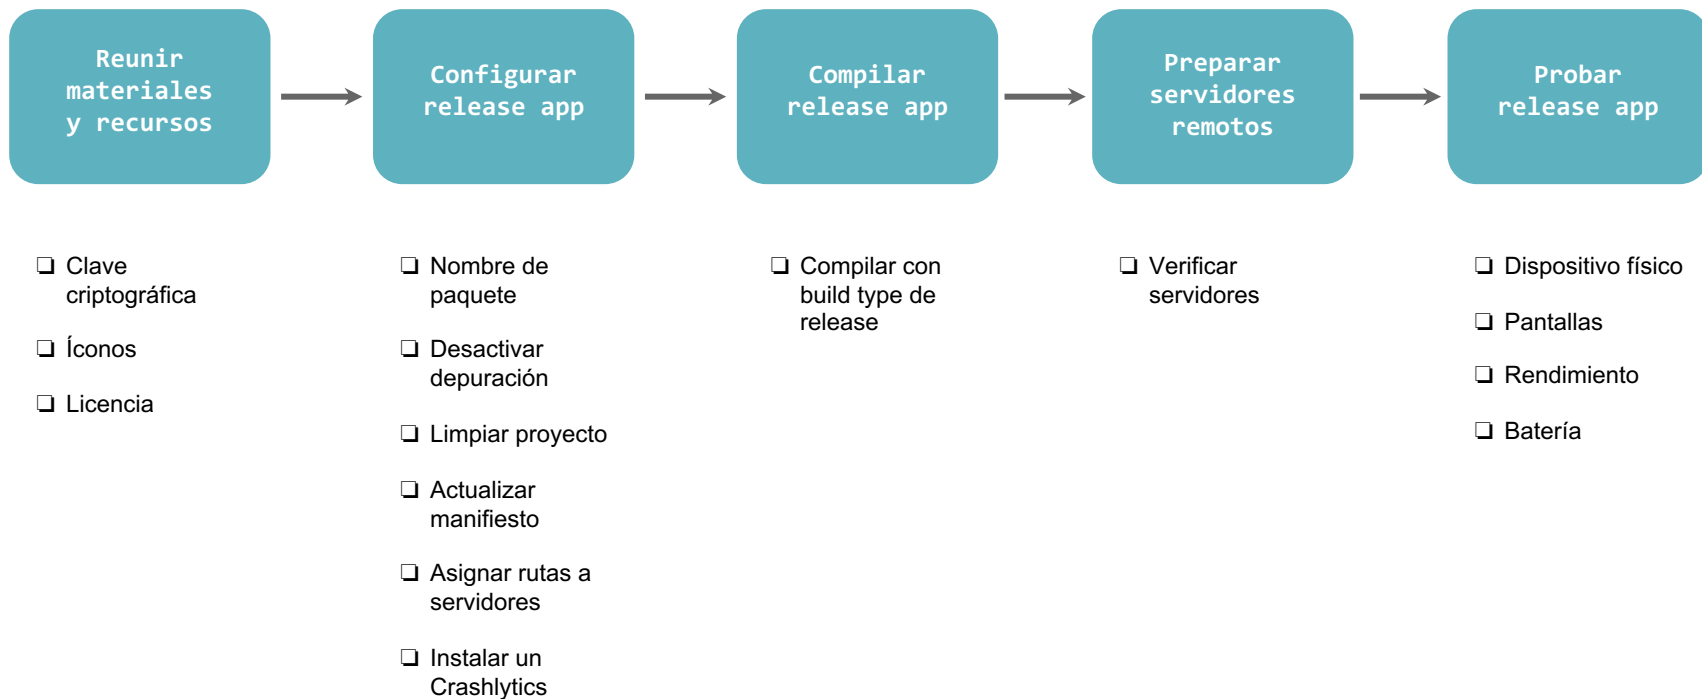 Reunir
materiales
y recursos
Configurar
release app
Compilar
release app
Preparar
servidores
remotos
Probar
release app
❏ Clave
criptográfica
❏ Íconos
❏ Licencia
❏ Nombre de
paquete
❏ Desactivar
depuración
❏ Limpiar proyecto
❏ Actualizar
manifiesto
❏ Asignar rutas a
servidores
❏ Instalar un
Crashlytics
❏ Compilar con
build type de
release
❏ Verificar
servidores
❏ Dispositivo físico
❏ Pantallas
❏ Rendimiento
❏ Batería